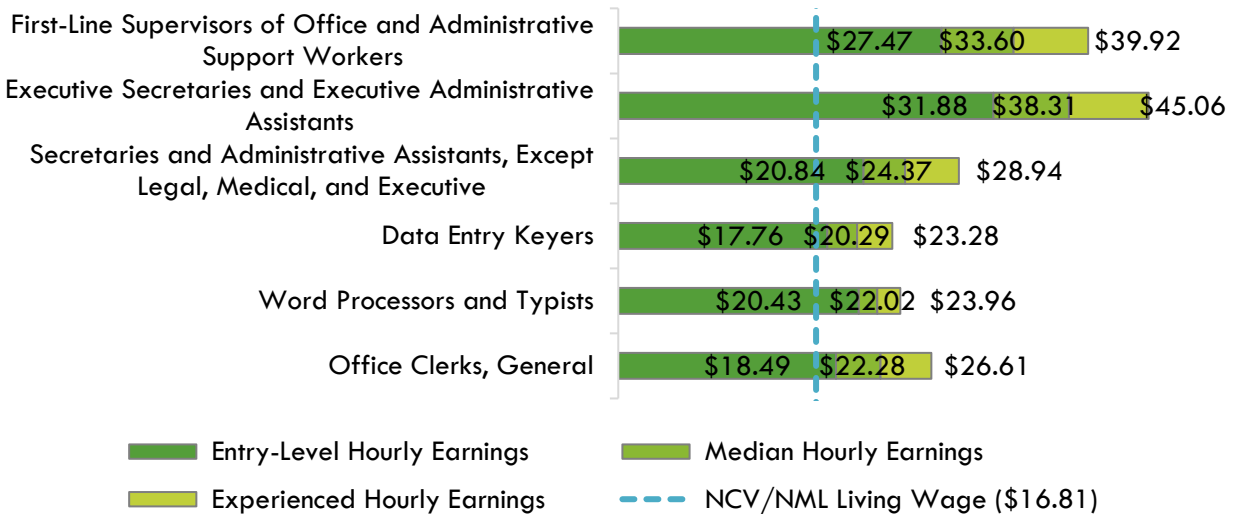 First-Line Supervisors of Office and Administrative
Support Workers
$27.47 $33.60 $39.92
Executive Secretaries and Executive Administrative
Assistants
$31.88 $38.31 $45.06
Secretaries and Administrative Assistants, Except
Legal, Medical, and Executive
$20.84 $24.37 $28.94
Data Entry Keyers $17.76 $20.29 $23.28
Word Processors and Typists $20.43 $22.02 $23.96
Office Clerks, General $18.49 $22.28 $26.61
Entry-Level Hourly Earnings Median Hourly Earnings
Experienced Hourly Earnings NCV/NML Living Wage ($16.81)